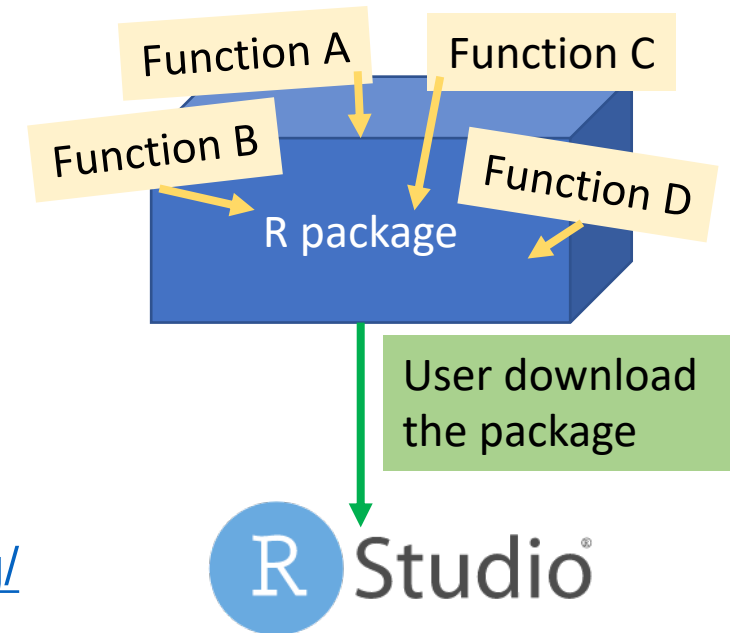 Function A
Function C
Function B
Function D
R package
User download
the package
/
R Studio®